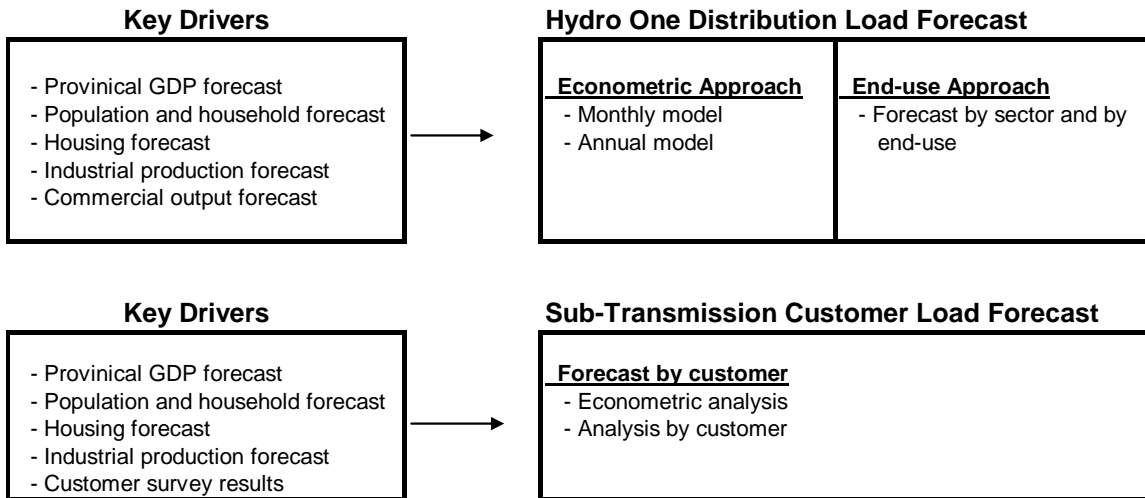 Key Drivers
Hydro One Distribution Load Forecast
- Provinical GDP forecast
- Population and household forecast
- Housing forecast
- Industrial production forecast
- Commercial output forecast
Econometric Approach
- Monthly model
- Annual model
End-use Approach
- Forecast by sector and by
end-use
Key Drivers
Sub-Transmission Customer Load Forecast
- Provinical GDP forecast
- Population and household forecast
- Housing forecast
- Industrial production forecast
- Customer survey results
Forecast by customer
- Econometric analysis
- Analysis by customer